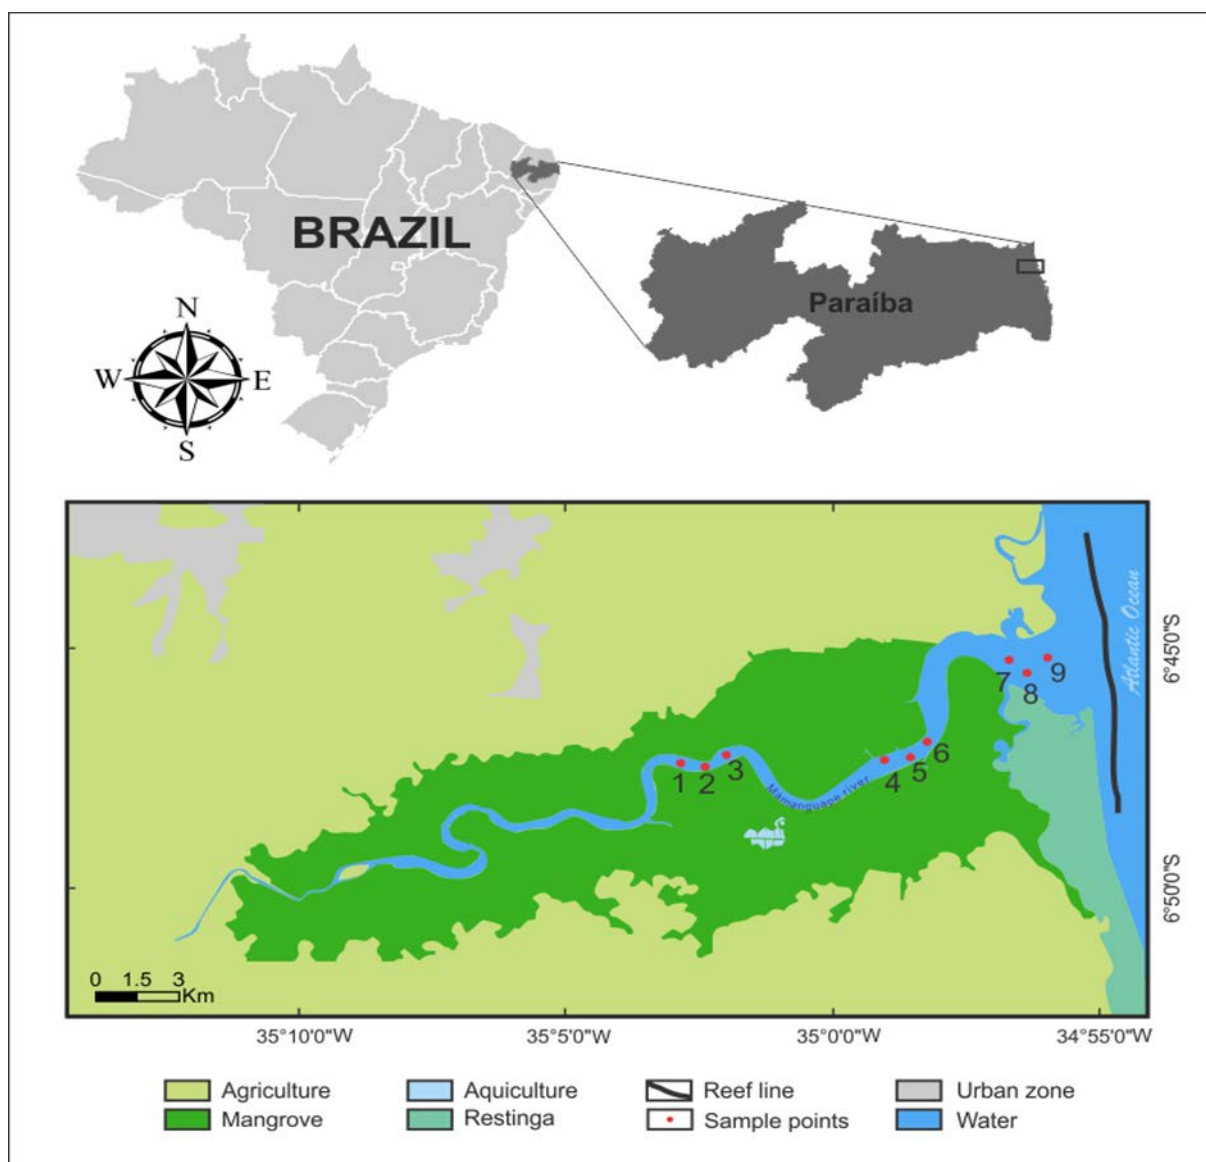 BRAZIL
Paraíba
N
W
E
S
Atlantic Ocean
6°45'0"S
7
8
9
6
5
4
3
2
1
Mamanguape river
6°50'0"S
0 1.5 3
Km
35°10'0"W 35°5'0"W 35°0'0"W 34°55'0"W
Agriculture Aquiculture Reef line Urban zone
Mangrove Restinga Sample points Water